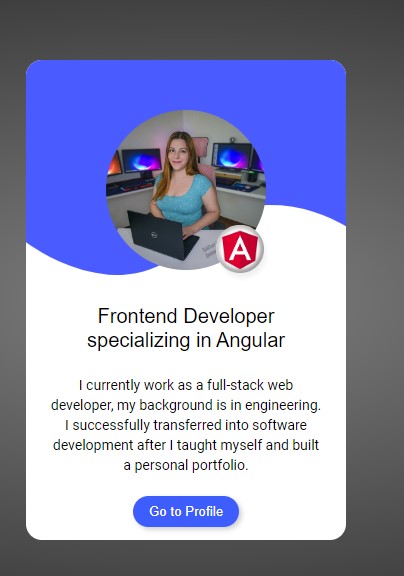 Frontend Developer
specializing in Angular
I currently work as a full-stack web
developer, my background is in engineering.
I successfully transferred into software
development after I taught myself and built
a personal portfolio.
Go to Profile